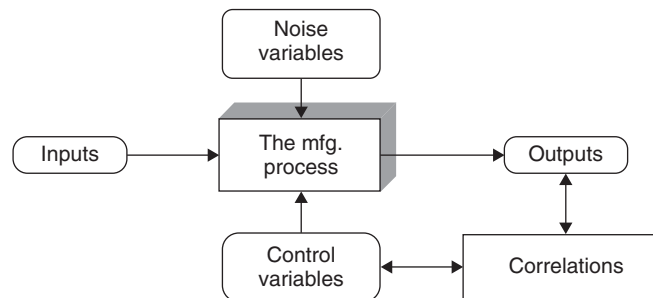 Noise
variables
Inputs
The mfg.
process
Outputs
Control
variables
Correlations